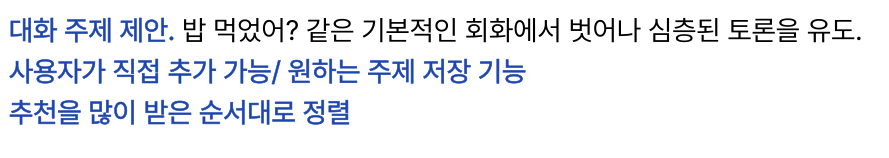 대화 주제 제안. 밥 먹었어? 같은 기본적인 회화에서 벗어나 심층된 토론을 유도.
사용자가 직접 추가 가능/ 원하는 주제 저장 기능
추천을 많이 받은 순서대로 정렬